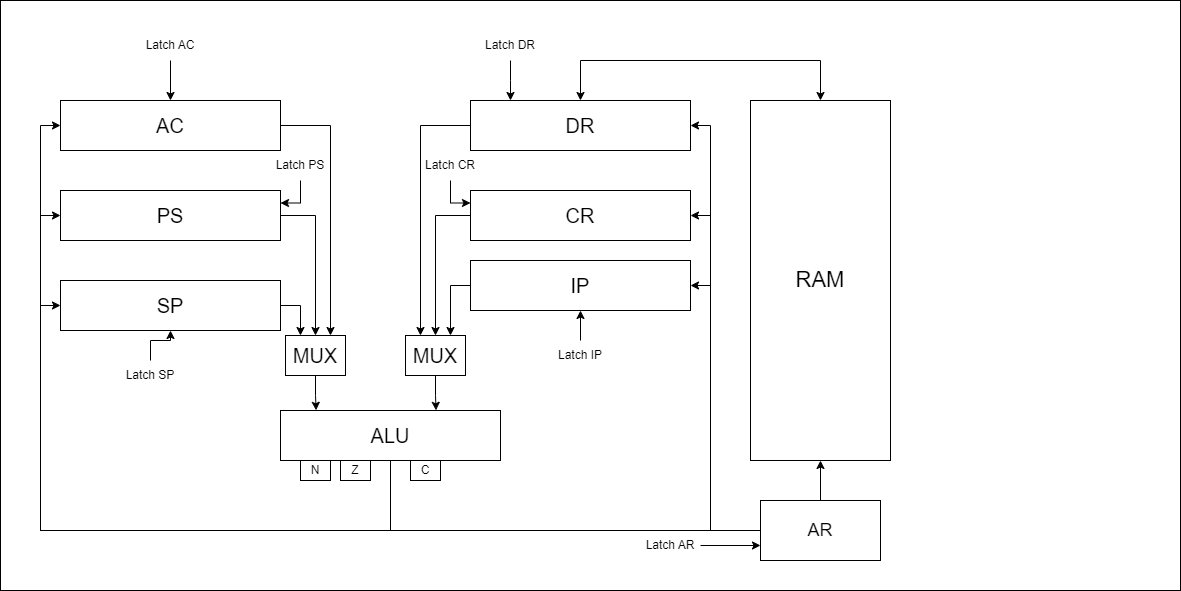 Latch AC
Latch DR
AC
DR
Latch PS
Latch CR
PS
CR
RAM
IP
SP
MUX
MUX
Latch IP
Latch SP
ALU
N
Z
C
AR
Latch AR